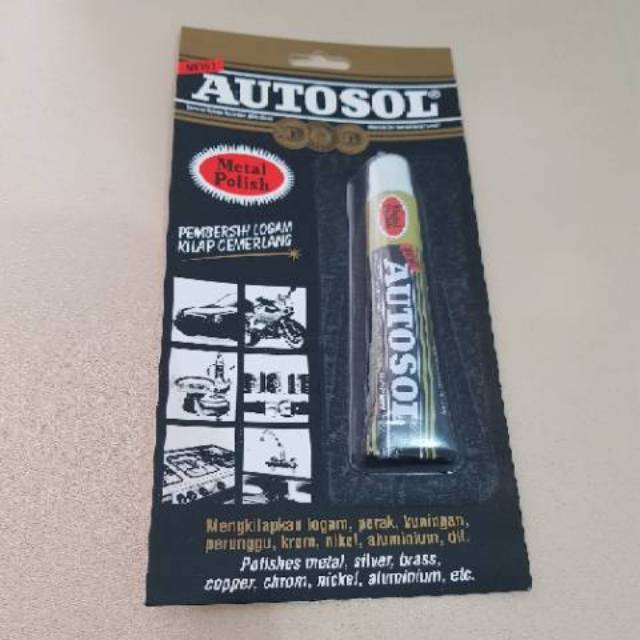 NEW!
AUTOSOL®
Metal
Polish
PEMBERSIH LOGAM
KILAP CEMERLANG
AUTOSOL
Mengkilapkan logam, perak, kuningan,
perunggu, krom, nikel, aluminium, dll.
Polishes metal, silver, brass,
copper, chrom, nickel, aluminium, etc.